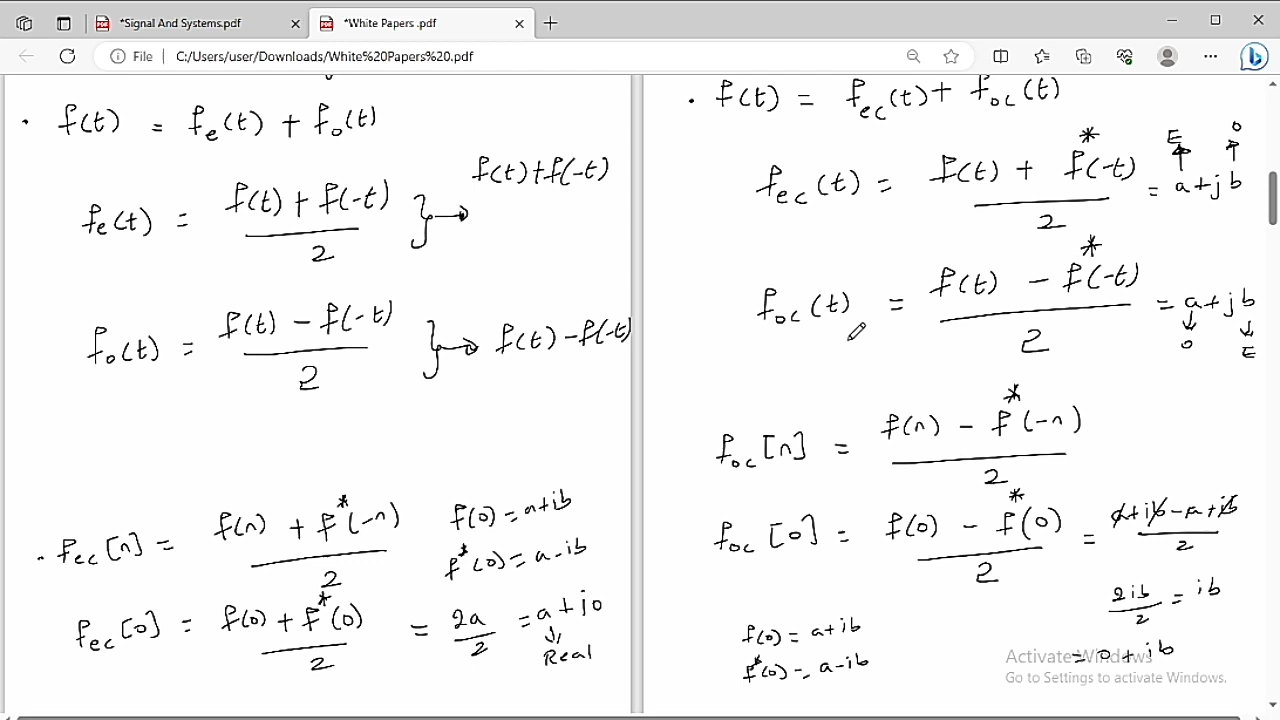 *Signal And Systems.pdf
*White Papers .pdf
File
C:/Users/user/Downloads/White%20Papers%20.pdf
. f(t) = fe(t) + fo(t)
fe(t) = f(t) + f(-t) / 2 } → f(t) + f(-t)
fo(t) = f(t) - f(-t) / 2 } → f(t) - f(-t)
. fec[n] = f(n) + f*(-n) / 2
f(0) = a+ib
f*(0) = a-ib
fec[0] = f(0) + f*(0) / 2 = 2a / 2 = a + j0
↓
Real
. f(t) = fec(t) + foc(t)
E O
↑ ↑
fec(t) = f(t) + f*(-t) / 2 = a+jb
foc(t) = f(t) - f*(-t) / 2 = a+jb
↓ ↓
O E
foc[n] = f(n) - f*(-n) / 2
foc[0] = f(0) - f*(0) / 2 = a+ib-a+ib / 2
2ib / 2 = ib
= 0 + ib
f(0) = a+ib
f*(0) = a-ib
Activate Windows
Go to Settings to activate Windows.